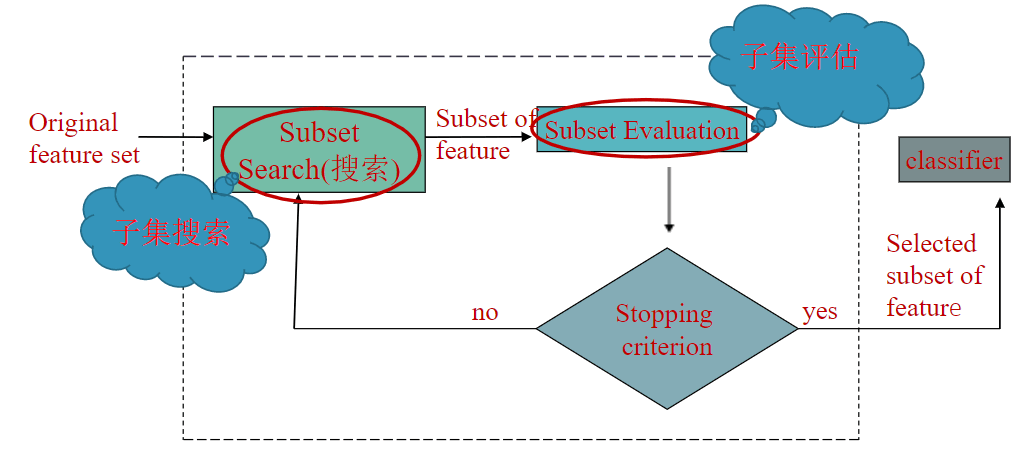 子集评估
Original
feature set
Subset
Search(搜索)
Subset of
feature
Subset Evaluation
classifier
子集搜索
Selected
subset of
feature
no
Stopping
criterion
yes